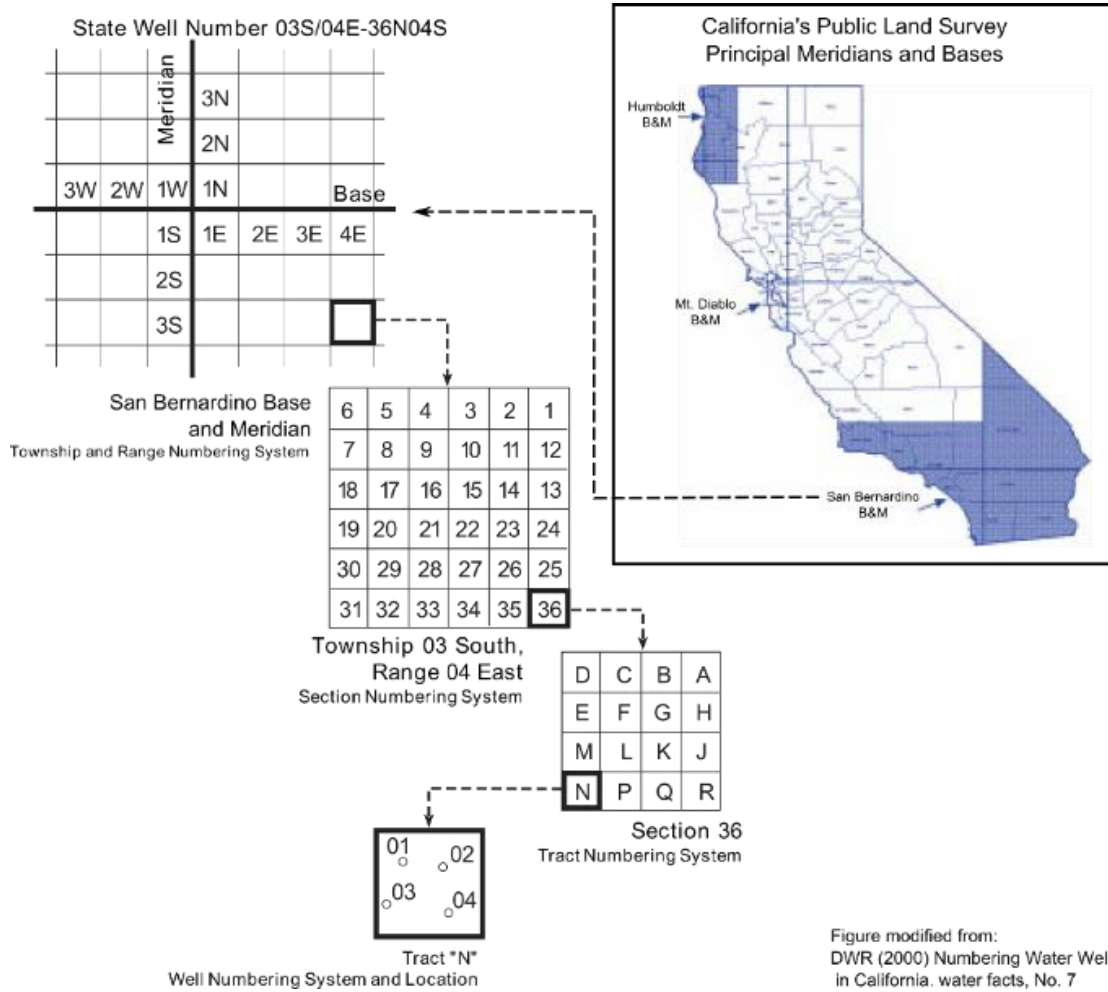 State Well Number 03S/04E-36N04S
Meridian
3N
2N
3W 2W 1W 1N Base
1S 1E 2E 3E 4E
2S
3S
San Bernardino Base
and Meridian
Township and Range Numbering System
California's Public Land Survey
Principal Meridians and Bases
Humboldt
B&M
Mt. Diablo
B&M
San Bernardino
B&M
6 5 4 3 2 1
7 8 9 10 11 12
18 17 16 15 14 13
19 20 21 22 23 24
30 29 28 27 26 25
31 32 33 34 35 36
Township 03 South,
Range 04 East
Section Numbering System
D C B A
E F G H
M L K J
N P Q R
Section 36
Tract Numbering System
01 02
03 04
Tract "N"
Well Numbering System and Location
Figure modified from:
DWR (2000) Numbering Water Wel
in California. water facts, No. 7